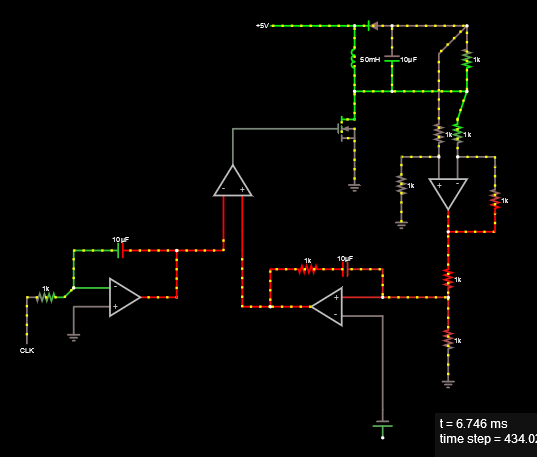 +5V
50mH
10µF
1k
1k
1k
1k
1k
- +
+ -
10µF
1k
10µF
1k
1k
-
+
+
-
1k
CLK
t = 6.746 ms
time step = 434.02